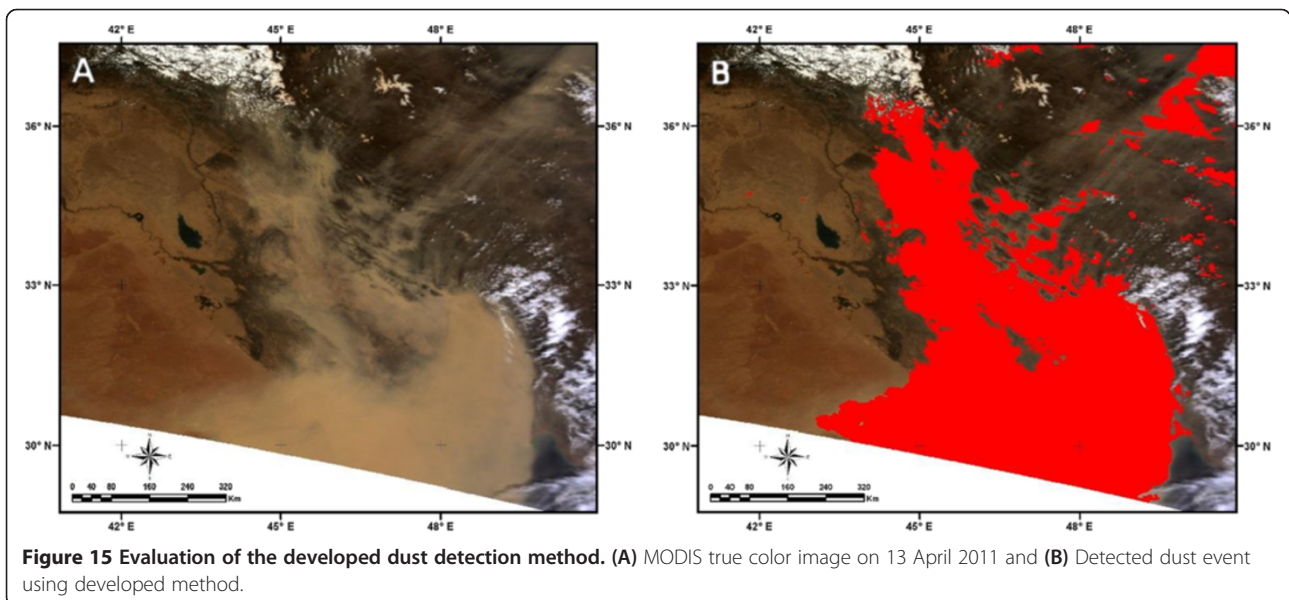 42° E 45° E 48° E
42° E 45° E 48° E
A
B
36° N
36° N
36° N
33° N
33° N
33° N
30° N
30° N
30° N
0 40 80 160 240 320
Km
0 40 80 160 240 320
Km
42° E 45° E 48° E
42° E 45° E 48° E
Figure 15 Evaluation of the developed dust detection method. (A) MODIS true color image on 13 April 2011 and (B) Detected dust event
using developed method.